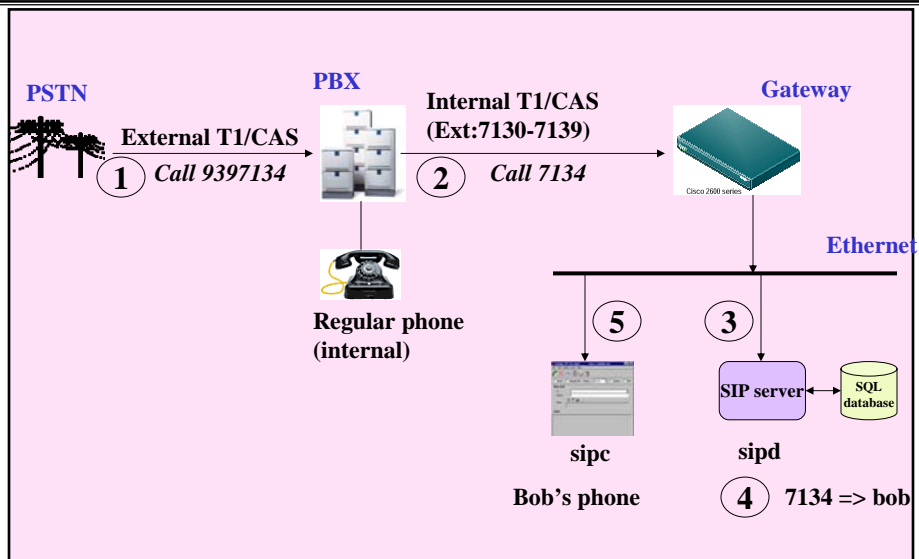 PSTN
PBX
Gateway
External T1/CAS
Internal T1/CAS
(Ext:7130-7139)
1
Call 9397134
2
Call 7134
Cisco 2600 series
Ethernet
Regular phone
(internal)
5
3
SIP server
SQL
database
sipc
sipd
Bob's phone
4
7134 => bob